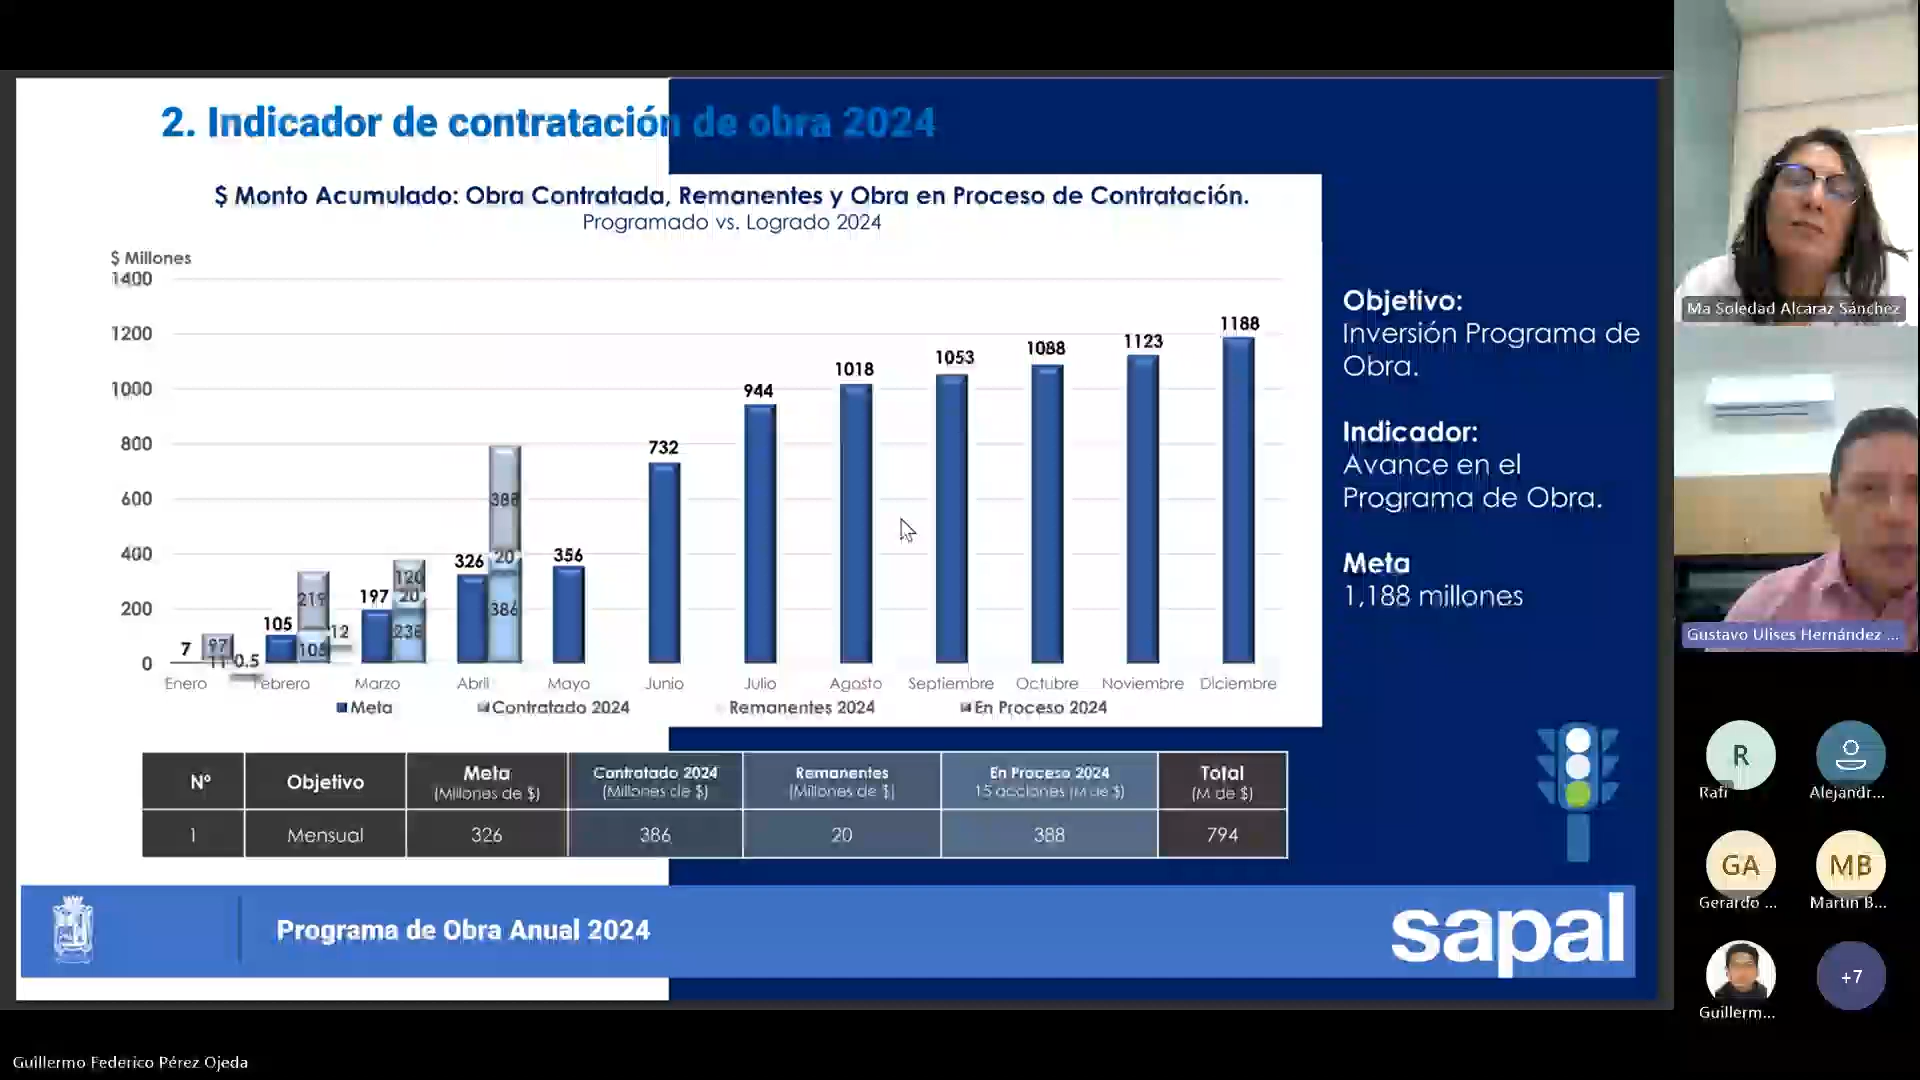 2. Indicador de contratación de obra 2024
$ Monto Acumulado: Obra Contratada, Remanentes y Obra en Proceso de Contratación.
Programado vs. Logrado 2024
$ Millones
1400
1200
1000
800
600
400
200
0
7
97
11
0.5
105
219
105
12
197
120
20
238
326
388
20
386
356
732
944
1018
1053
1088
1123
1188
Enero Febrero Marzo Abril Mayo Junio Julio Agosto Septiembre Octubre Noviembre Diciembre
Meta Contratado 2024 Remanentes 2024 En Proceso 2024
Objetivo:
Inversión Programa de
Obra.
Indicador:
Avance en el
Programa de Obra.
Meta
1,188 millones
Nº Objetivo Meta (Millones de $) Contratado 2024 (Millones de $) Remanentes (Millones de $) En Proceso 2024 15 acciones (M de $) Total (M de $)
1 Mensual 326 386 20 388 794
Programa de Obra Anual 2024
sapal
Ma Soledad Alcaraz Sánchez
Gustavo Ulises Hernández ...
R
Rafi
Alejandr...
GA
Gerardo ...
MB
Martin B...
Guillerm...
+7
Guillermo Federico Pérez Ojeda